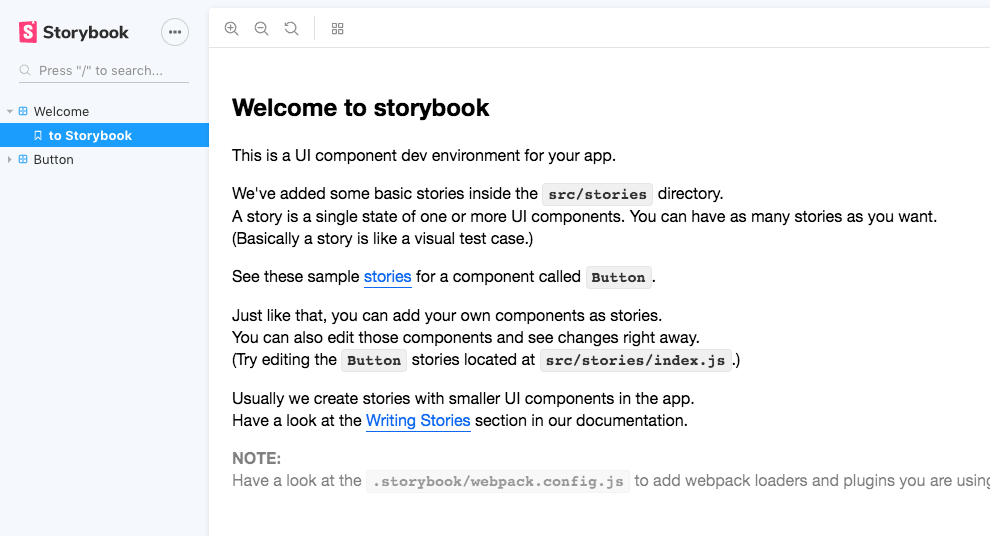 Storybook
Press "/" to search...
Welcome
to Storybook
Button
Welcome to storybook
This is a UI component dev environment for your app.
We've added some basic stories inside the src/stories directory.
A story is a single state of one or more UI components. You can have as many stories as you want.
(Basically a story is like a visual test case.)
See these sample stories for a component called Button.
Just like that, you can add your own components as stories.
You can also edit those components and see changes right away.
(Try editing the Button stories located at src/stories/index.js.)
Usually we create stories with smaller UI components in the app.
Have a look at the Writing Stories section in our documentation.
NOTE:
Have a look at the .storybook/webpack.config.js to add webpack loaders and plugins you are using